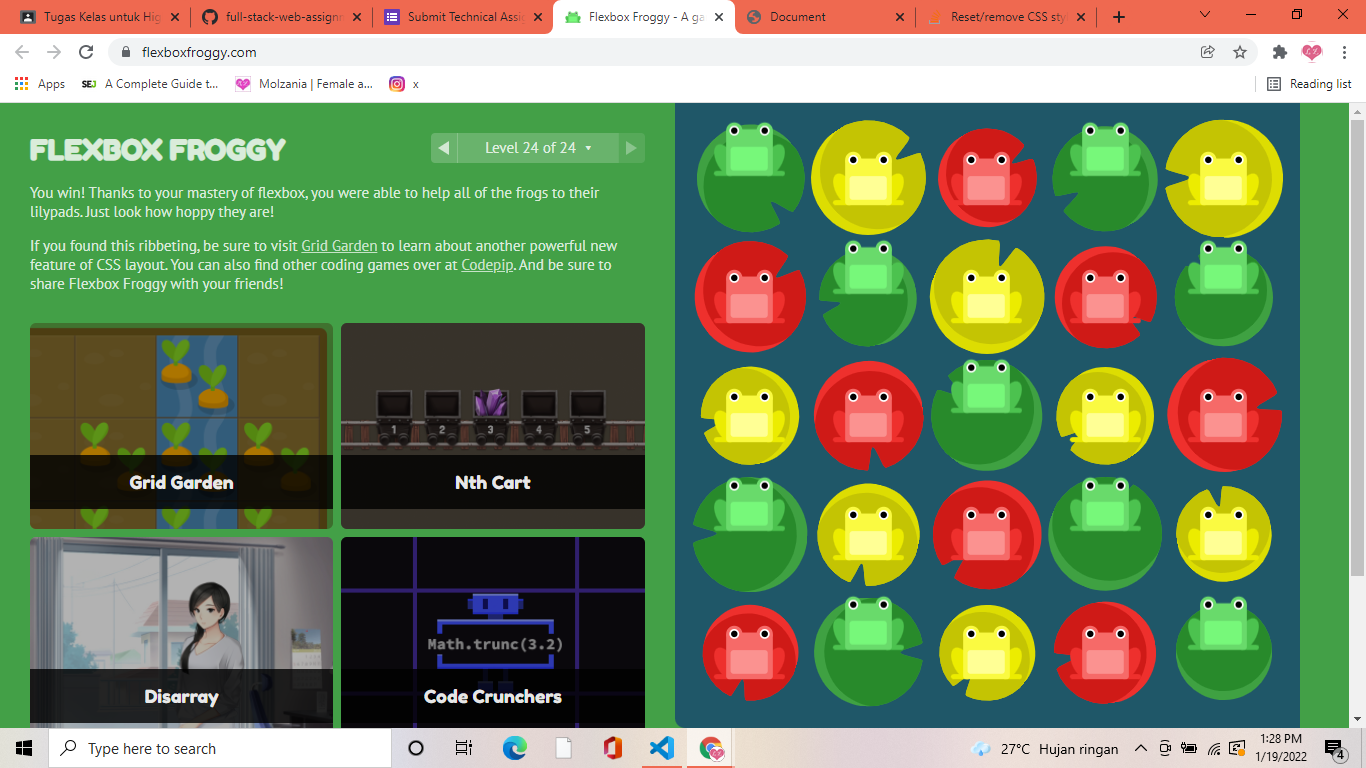 Tugas Kelas untuk Hig
full-stack-web-assignm
Submit Technical Assig
Flexbox Froggy - A ga
Document
Reset/remove CSS sty
flexboxfroggy.com
Apps
SEJ
A Complete Guide t...
Molzania | Female a...
x
Reading list
FLEXBOX FROGGY
Level 24 of 24
You win! Thanks to your mastery of flexbox, you were able to help all of the frogs to their
lilypads. Just look how hoppy they are!
If you found this ribbeting, be sure to visit Grid Garden to learn about another powerful new
feature of CSS layout. You can also find other coding games over at Codepip. And be sure to
share Flexbox Froggy with your friends!
1 2 3 4 5
Grid Garden
Nth Cart
Math.trunc(3.2)
Disarray
Code Crunchers
Type here to search
27°C Hujan ringan
1:28 PM
1/19/2022
4